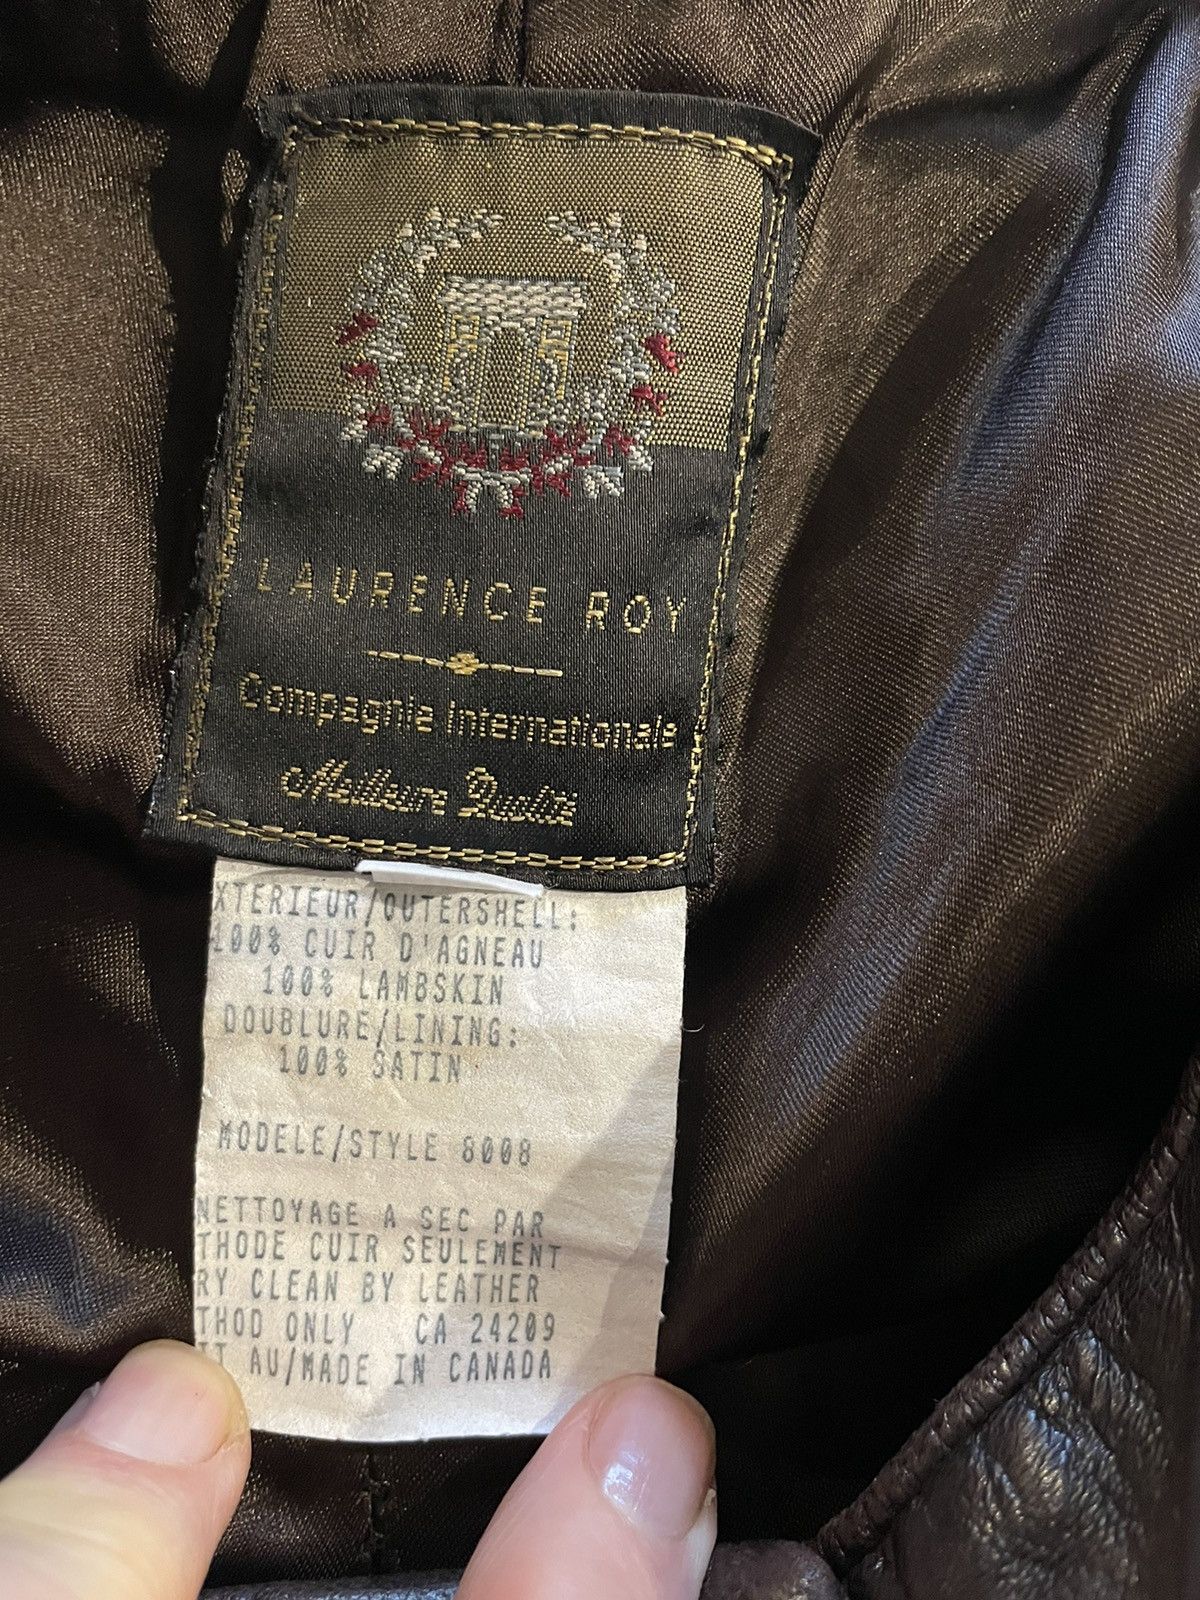 LAURENCE ROY
Compagnie Internationale
Meilleure Qualité
XTERIEUR/OUTERSHELL:
100% CUIR D'AGNEAU
100% LAMBSKIN
DOUBLURE/LINING:
100% SATIN
MODELE/STYLE 8008
NETTOYAGE A SEC PAR
THODE CUIR SEULEMENT
RY CLEAN BY LEATHER
THOD ONLY CA 24209
IT AU/MADE IN CANADA